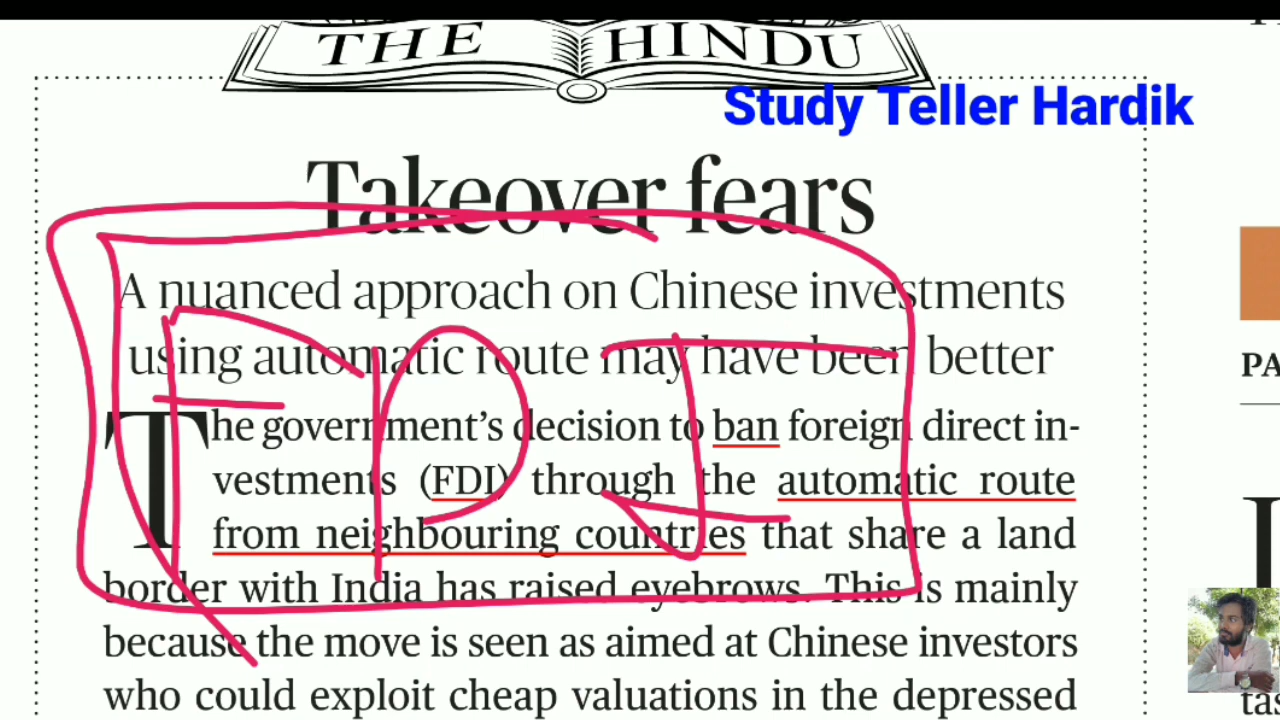 THE HINDU
Study Teller Hardik
Takeover fears
A nuanced approach on Chinese investments
using automatic route may have been better
The government's decision to ban foreign direct in-
vestments (FDI) through the automatic route
from neighbouring countries that share a land
border with India has raised eyebrows. This is mainly
because the move is seen as aimed at Chinese investors
who could exploit cheap valuations in the depressed
FDI
PA